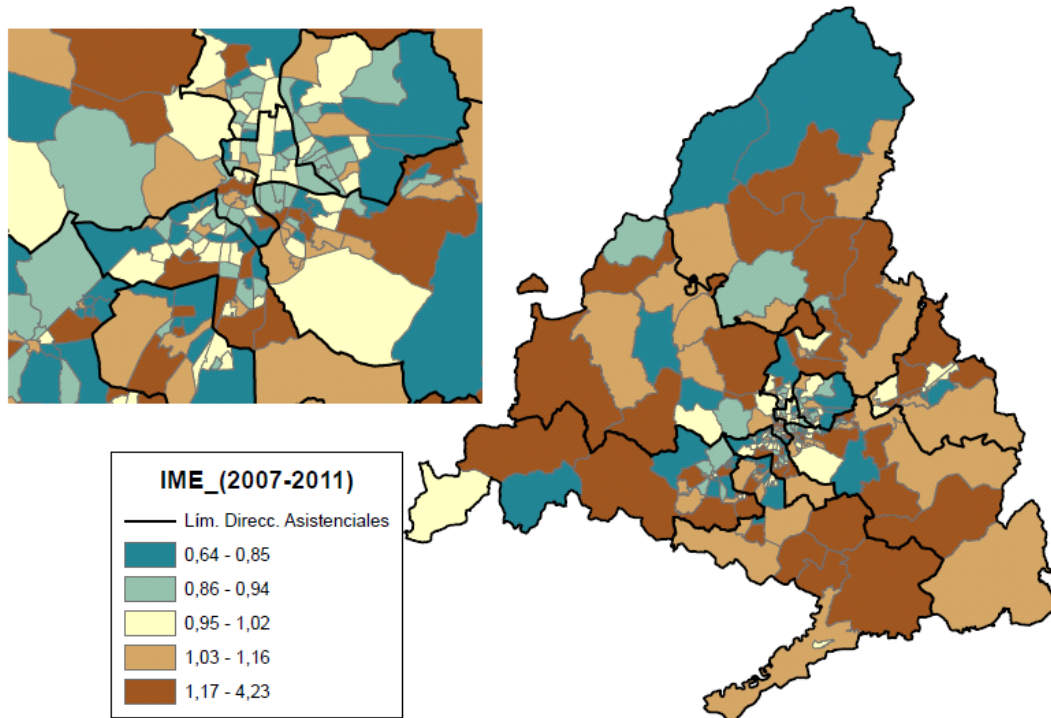 IME_(2007-2011)
Lím. Direcc. Asistenciales
0,64 - 0,85
0,86 - 0,94
0,95 - 1,02
1,03 - 1,16
1,17 - 4,23